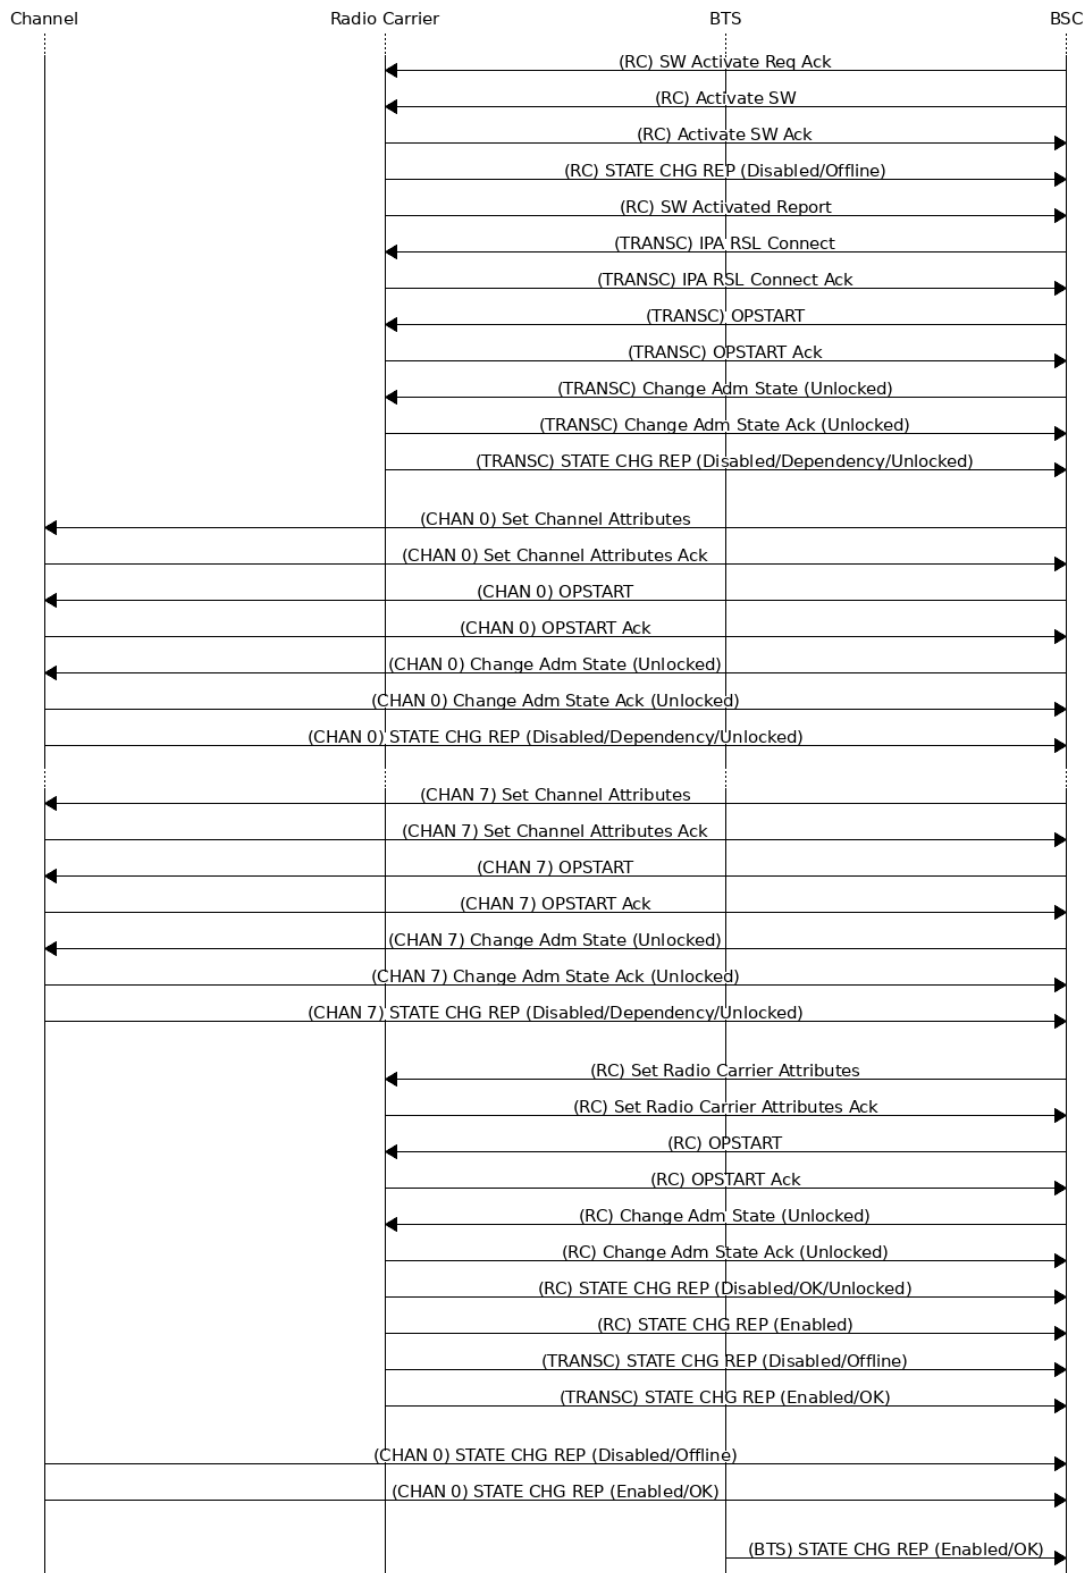 Channel
Radio Carrier
BTS
BSC
(RC) SW Activate Req Ack
(RC) Activate SW
(RC) Activate SW Ack
(RC) STATE CHG REP (Disabled/Offline)
(RC) SW Activated Report
(TRANSC) IPA RSL Connect
(TRANSC) IPA RSL Connect Ack
(TRANSC) OPSTART
(TRANSC) OPSTART Ack
(TRANSC) Change Adm State (Unlocked)
(TRANSC) Change Adm State Ack (Unlocked)
(TRANSC) STATE CHG REP (Disabled/Dependency/Unlocked)
(CHAN 0) Set Channel Attributes
(CHAN 0) Set Channel Attributes Ack
(CHAN 0) OPSTART
(CHAN 0) OPSTART Ack
(CHAN 0) Change Adm State (Unlocked)
(CHAN 0) Change Adm State Ack (Unlocked)
(CHAN 0) STATE CHG REP (Disabled/Dependency/Unlocked)
(CHAN 7) Set Channel Attributes
(CHAN 7) Set Channel Attributes Ack
(CHAN 7) OPSTART
(CHAN 7) OPSTART Ack
(CHAN 7) Change Adm State (Unlocked)
(CHAN 7) Change Adm State Ack (Unlocked)
(CHAN 7) STATE CHG REP (Disabled/Dependency/Unlocked)
(RC) Set Radio Carrier Attributes
(RC) Set Radio Carrier Attributes Ack
(RC) OPSTART
(RC) OPSTART Ack
(RC) Change Adm State (Unlocked)
(RC) Change Adm State Ack (Unlocked)
(RC) STATE CHG REP (Disabled/OK/Unlocked)
(RC) STATE CHG REP (Enabled)
(TRANSC) STATE CHG REP (Disabled/Offline)
(TRANSC) STATE CHG REP (Enabled/OK)
(CHAN 0) STATE CHG REP (Disabled/Offline)
(CHAN 0) STATE CHG REP (Enabled/OK)
(BTS) STATE CHG REP (Enabled/OK)